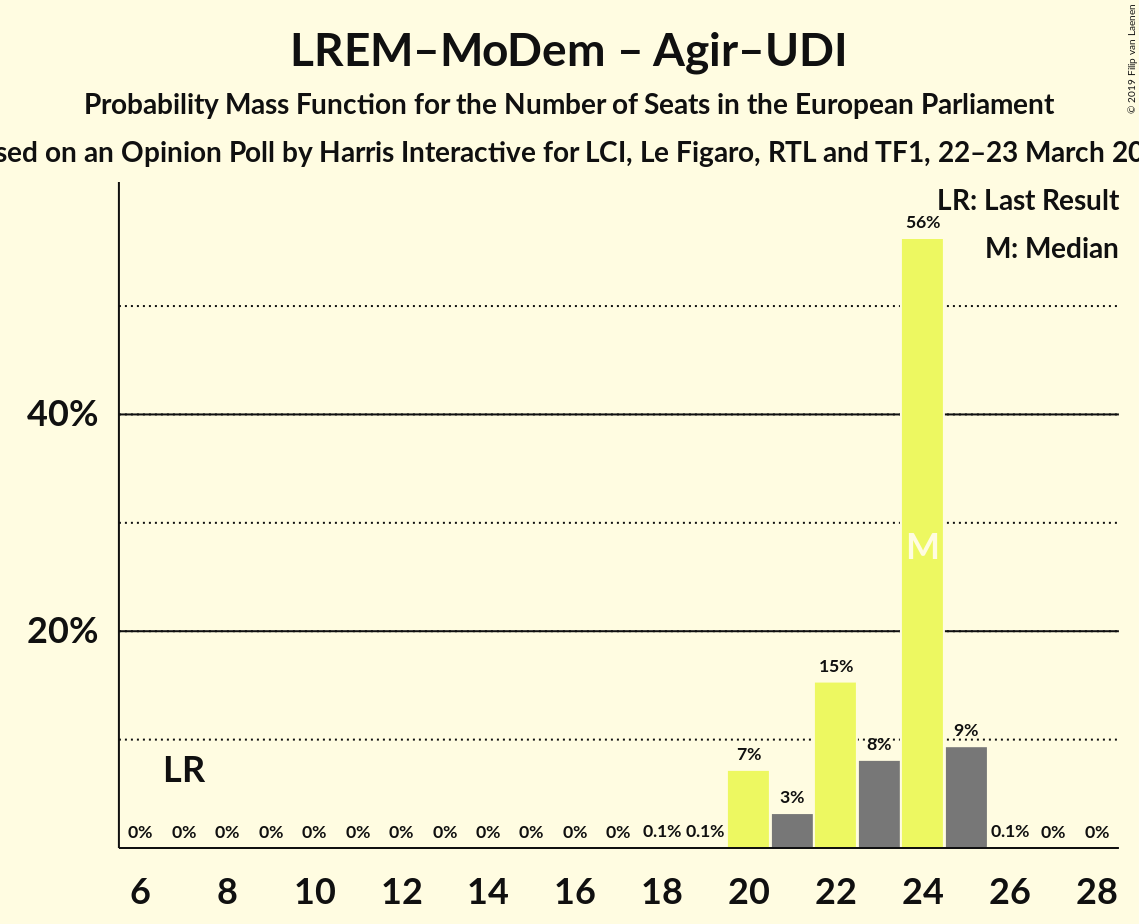 LREM–MoDem – Agir–UDI
Probability Mass Function for the Number of Seats in the European Parliament
on an Opinion Poll by Harris Interactive for LCI, Le Figaro, RTL and TF1, 22–23 March
© 2019 Filip van Laenen
LR: Last Result
M: Median
56%
40%
20%
M
15%
9%
8%
7%
3%
LR
0% 0% 0% 0% 0% 0% 0% 0% 0% 0% 0% 0% 0.1% 0.1% 0.1% 0% 0%
6 8 10 12 14 16 18 20 22 24 26 28